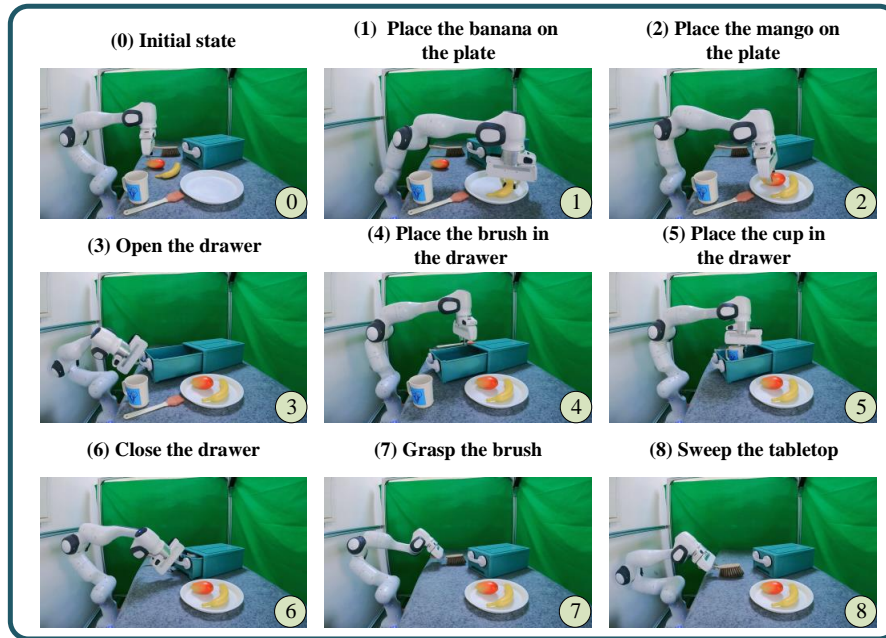 (0) Initial state
(1) Place the banana on
the plate
(2) Place the mango on
the plate
0
1
2
(3) Open the drawer
(4) Place the brush in
the drawer
(5) Place the cup in
the drawer
3
4
5
(6) Close the drawer
(7) Grasp the brush
(8) Sweep the tabletop
6
7
8